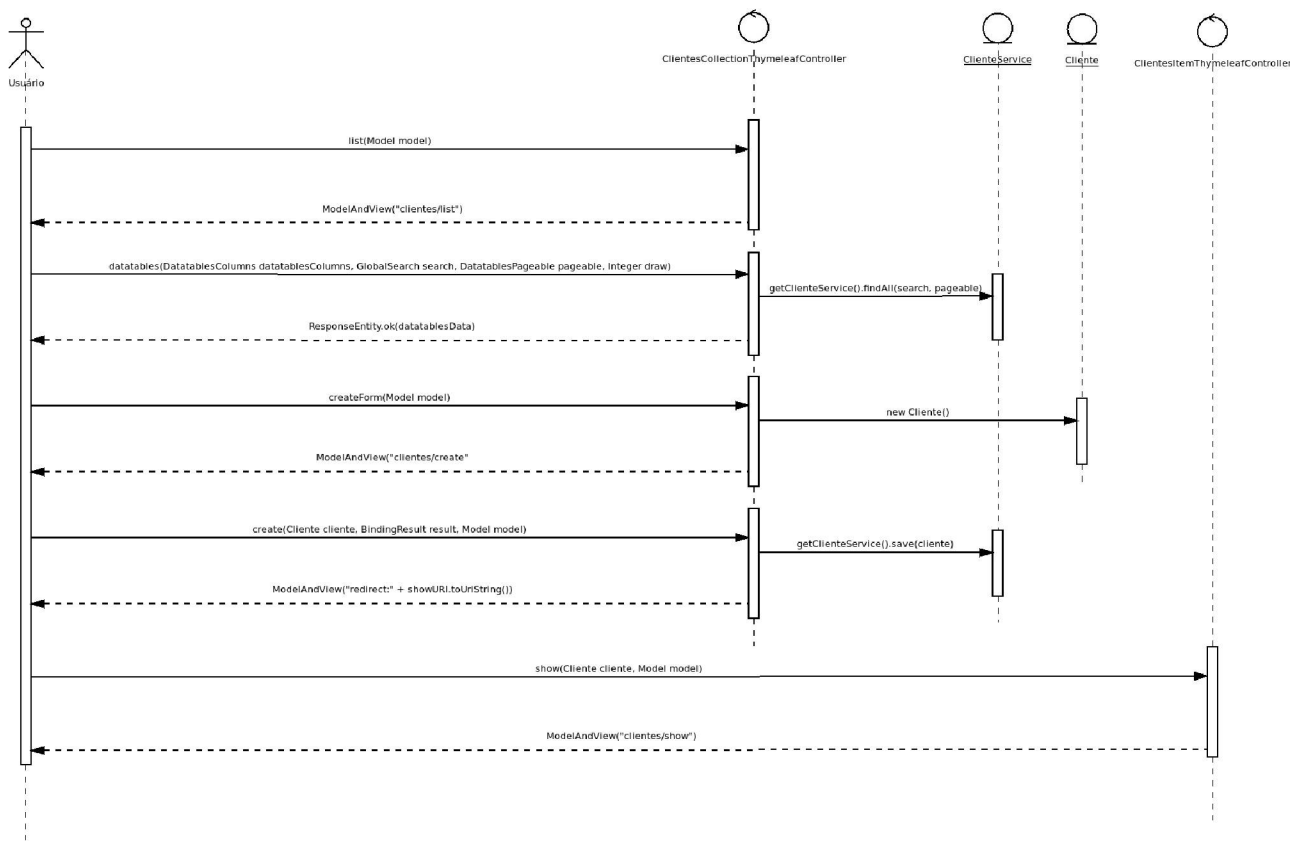 ClientesCollectionThymeleafController
ClienteService
Cliente
ClientesItemThymeleafController
Usuário
list(Model model)
ModelAndView("clientes/list")
datatables(DatatablesColumns datatablesColumns, GlobalSearch search, DatatablesPageable pageable, Integer draw)
getClienteService().findAll(search, pageable)
ResponseEntity.ok(datatablesData)
createForm(Model model)
new Cliente()
ModelAndView("clientes/create"
create(Cliente cliente, BindingResult result, Model model)
getClienteService().save(cliente)
ModelAndView("redirect:" + showURI.toUriString())
show(Cliente cliente, Model model)
ModelAndView("clientes/show")